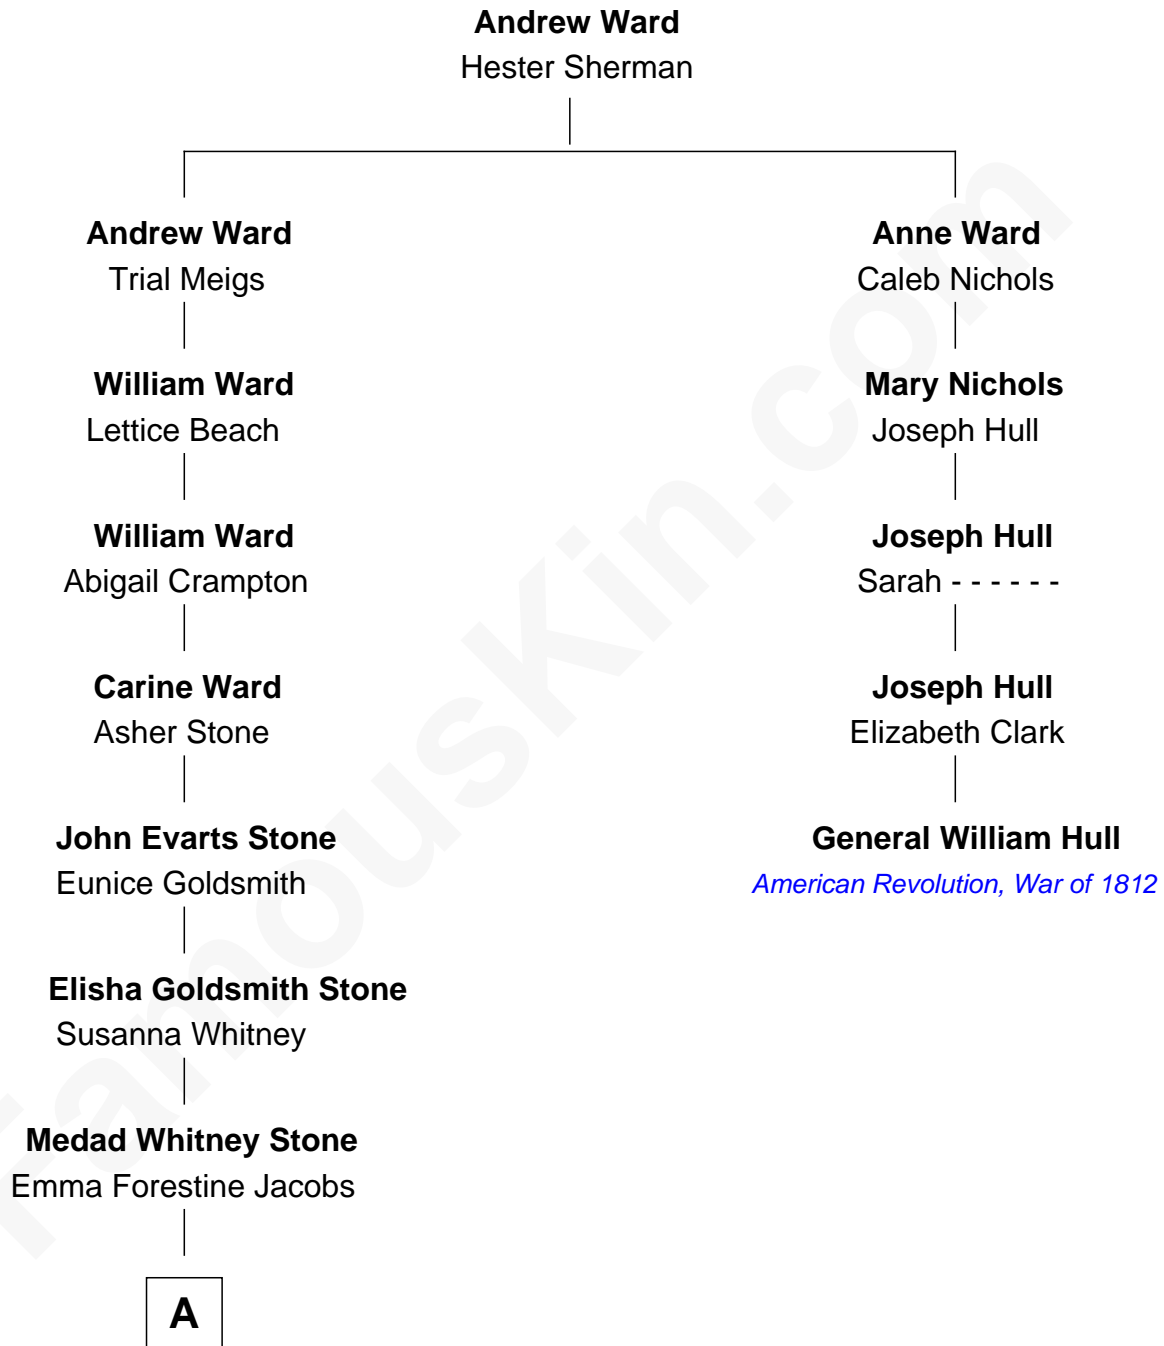 Andrew Ward
Hester Sherman
Andrew Ward
Trial Meigs
Anne Ward
Caleb Nichols
William Ward
Lettice Beach
Mary Nichols
Joseph Hull
William Ward
Abigail Crampton
Joseph Hull
Sarah - - - - - -
Carine Ward
Asher Stone
Joseph Hull
Elizabeth Clark
John Evarts Stone
Eunice Goldsmith
General William Hull
American Revolution, War of 1812
Elisha Goldsmith Stone
Susanna Whitney
Medad Whitney Stone
Emma Forestine Jacobs
A
FamousKin.com